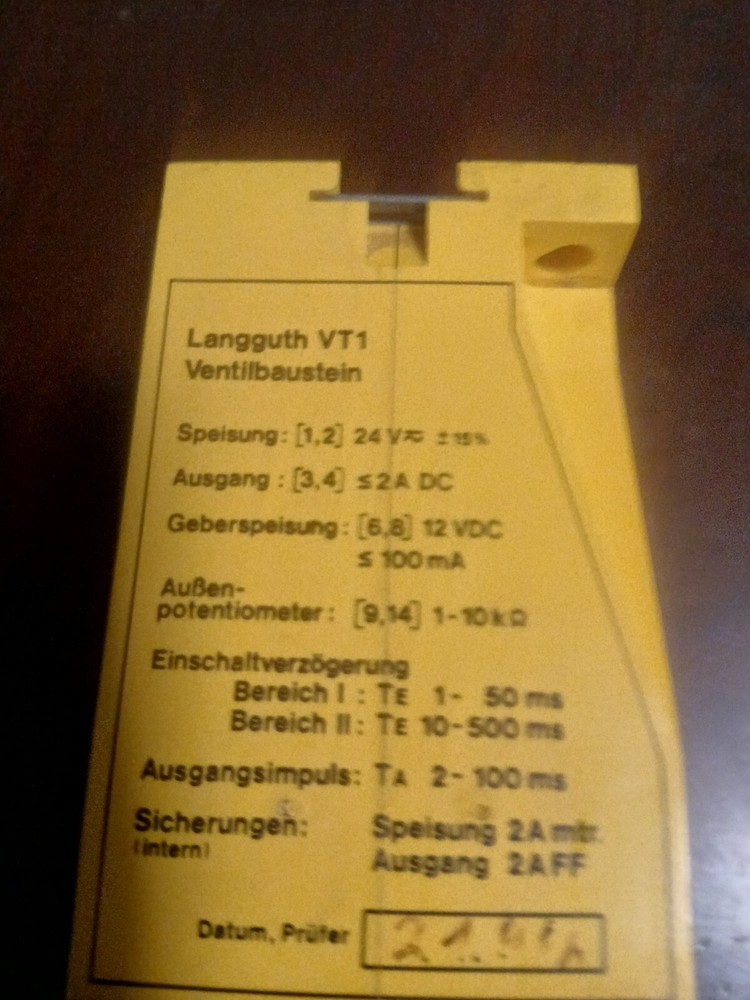 Langguth VT1
Ventilbaustein
Speisung: [1,2] 24 V≂ ±15%
Ausgang : [3,4] ≤2A DC
Geberspeisung : [6,8] 12 VDC
≤ 100 mA
Außen-
potentiometer : [9,14] 1-10 kΩ
Einschaltverzögerung
Bereich I : TE 1- 50 ms
Bereich II : TE 10-500 ms
Ausgangsimpuls: TA 2- 100 ms
Sicherungen: Speisung 2A mtr.
(intern) Ausgang 2A FF
Datum, Prüfer